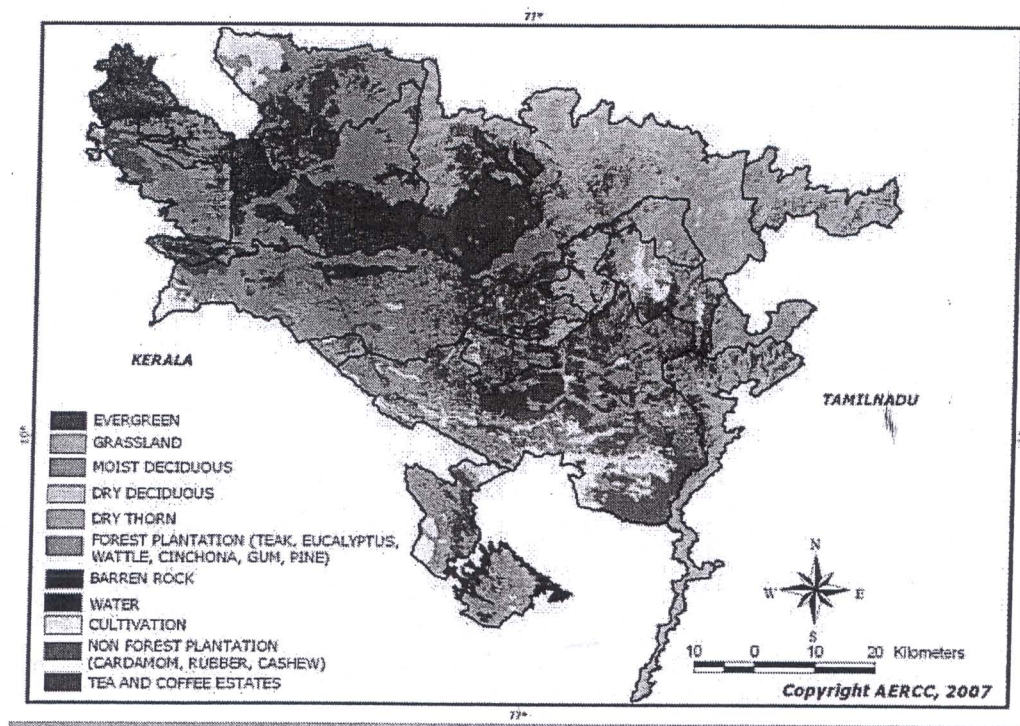 77°
KERALA
TAMILNADU
10°
EVERGREEN
GRASSLAND
MOIST DECIDUOUS
DRY DECIDUOUS
DRY THORN
FOREST PLANTATION (TEAK, EUCALYPTUS,
WATTLE, CINCHONA, GUM, PINE)
BARREN ROCK
WATER
CULTIVATION
NON FOREST PLANTATION
(CARDAMOM, RUBBER, CASHEW)
TEA AND COFFEE ESTATES
N
W E
S
10 0 10 20 Kilometers
Copyright AERCC, 2007
77°